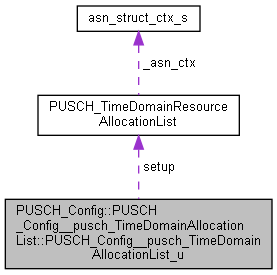 asn_struct_ctx_s
_asn_ctx
PUSCH_TimeDomainResource
AllocationList
setup
PUSCH_Config::PUSCH
_Config__pusch_TimeDomainAllocation
List::PUSCH_Config__pusch_TimeDomain
AllocationList_u